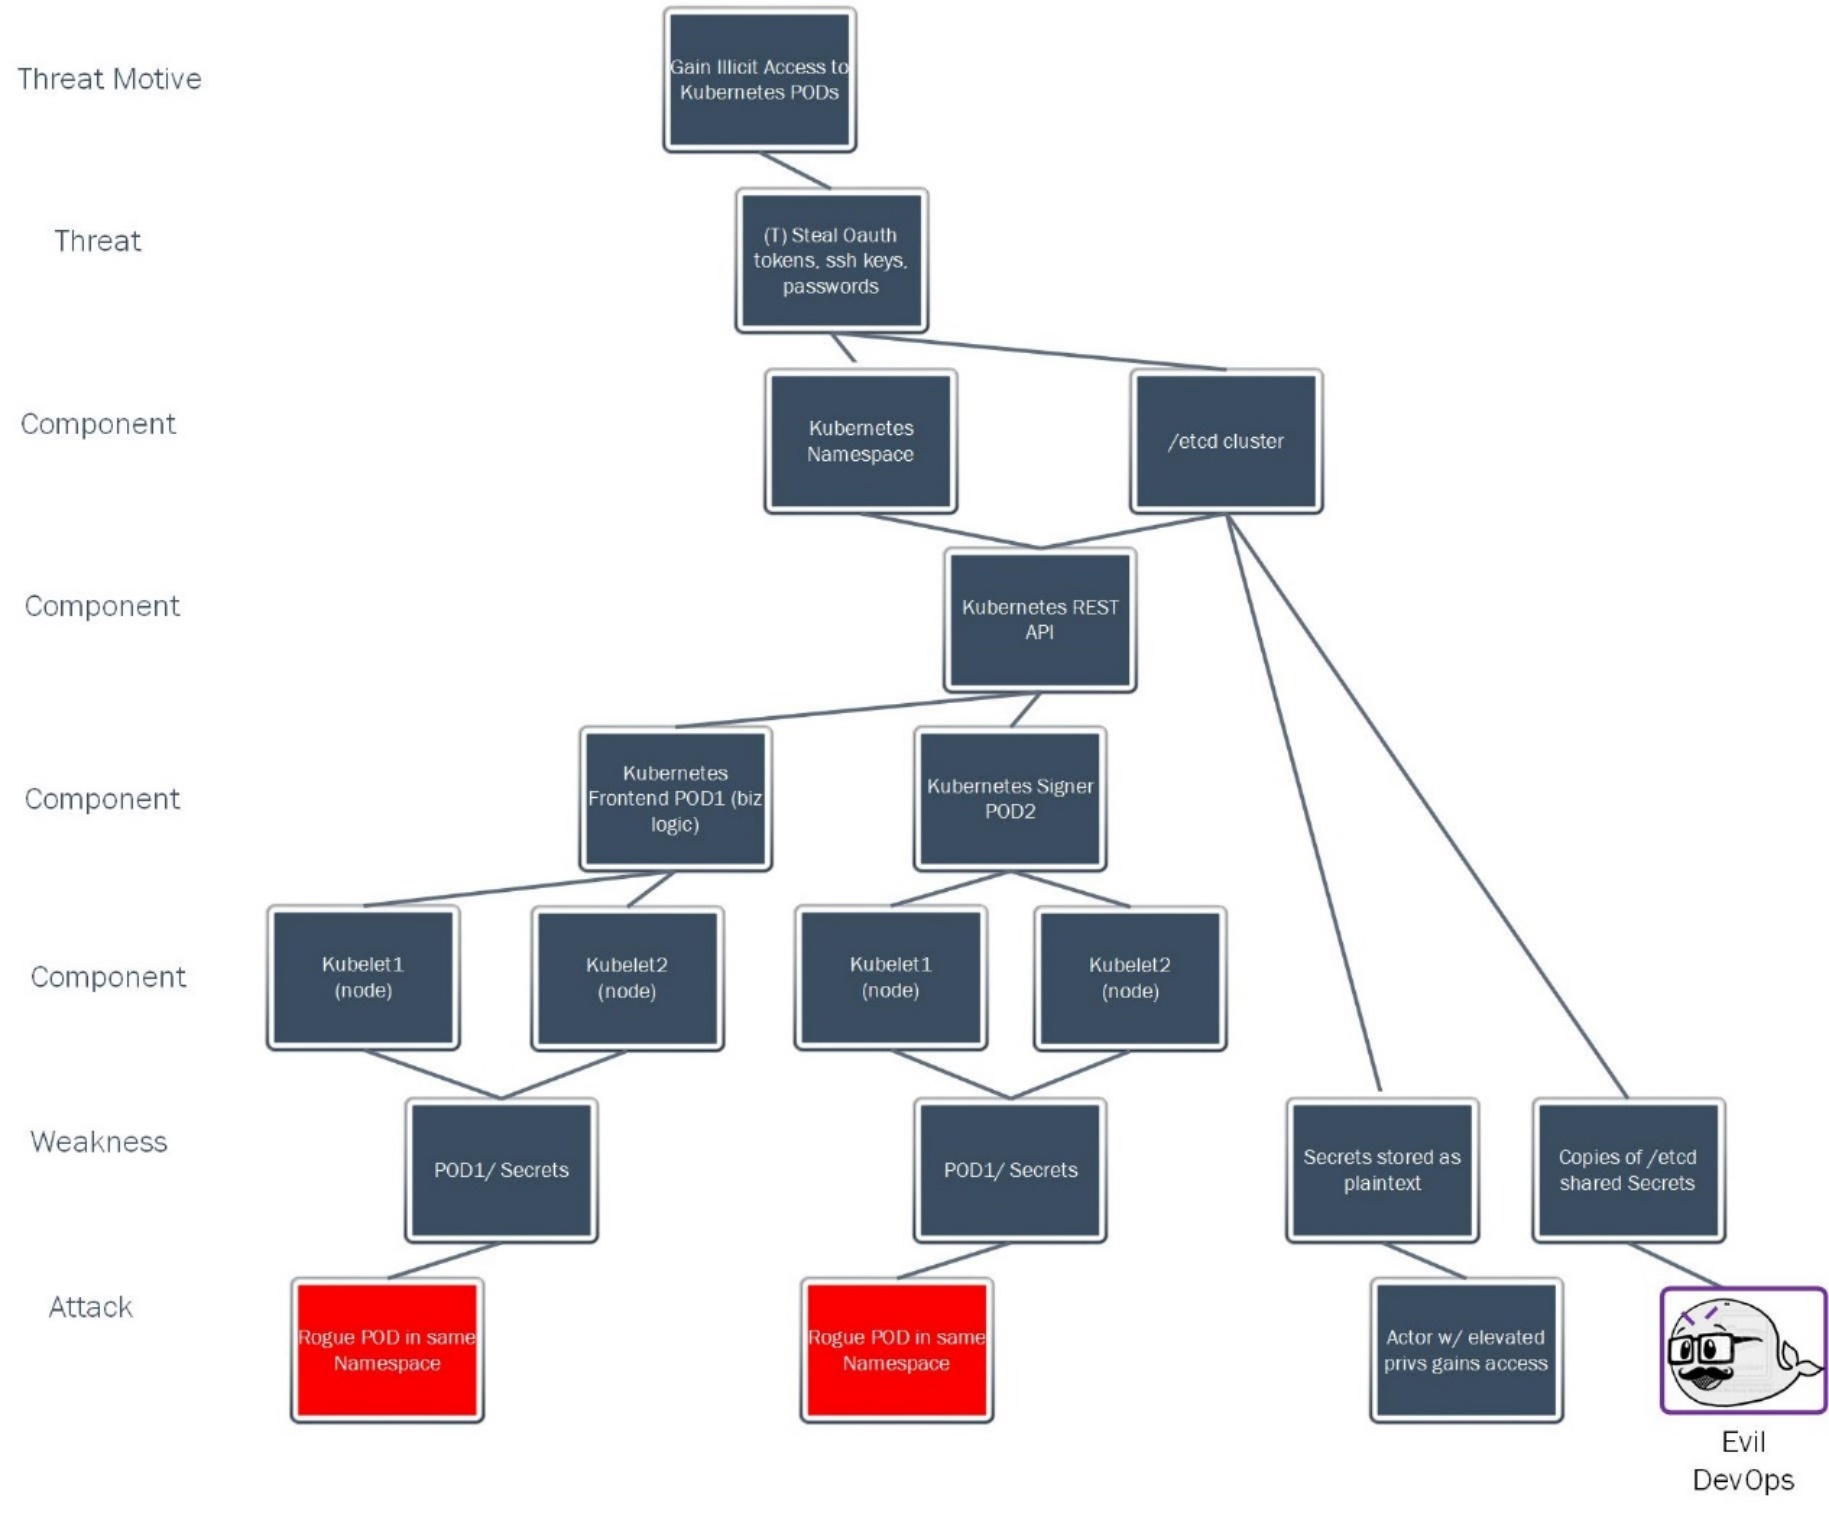 Threat Motive
Gain Illicit Access to
Kubernetes PODs
Threat
(T) Steal Oauth
tokens, ssh keys,
passwords
Component
Kubernetes
Namespace
/etcd cluster
Component
Kubernetes REST
API
Component
Kubernetes
Frontend POD1 (biz
logic)
Kubernetes Signer
POD2
Component
Kubelet1
(node)
Kubelet2
(node)
Kubelet1
(node)
Kubelet2
(node)
Weakness
POD1/ Secrets
POD1/ Secrets
Secrets stored as
plaintext
Copies of /etcd
shared Secrets
Attack
Rogue POD in same
Namespace
Rogue POD in same
Namespace
Actor w/ elevated
privs gains access
Evil
DevOps